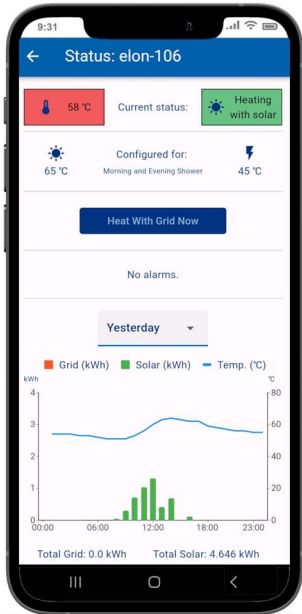 9:31
Status: elon-106
58 °C
Current status:
Heating
with solar
Configured for:
65 °C
Morning and Evening Shower
45 °C
Heat With Grid Now
No alarms.
Yesterday
Grid (kWh) Solar (kWh) Temp. (°C)
kWh °C
4 80
3 60
2 40
1 20
0 0
00:00 06:00 12:00 18:00 23:00
Total Grid: 0.0 kWh Total Solar: 4.646 kWh